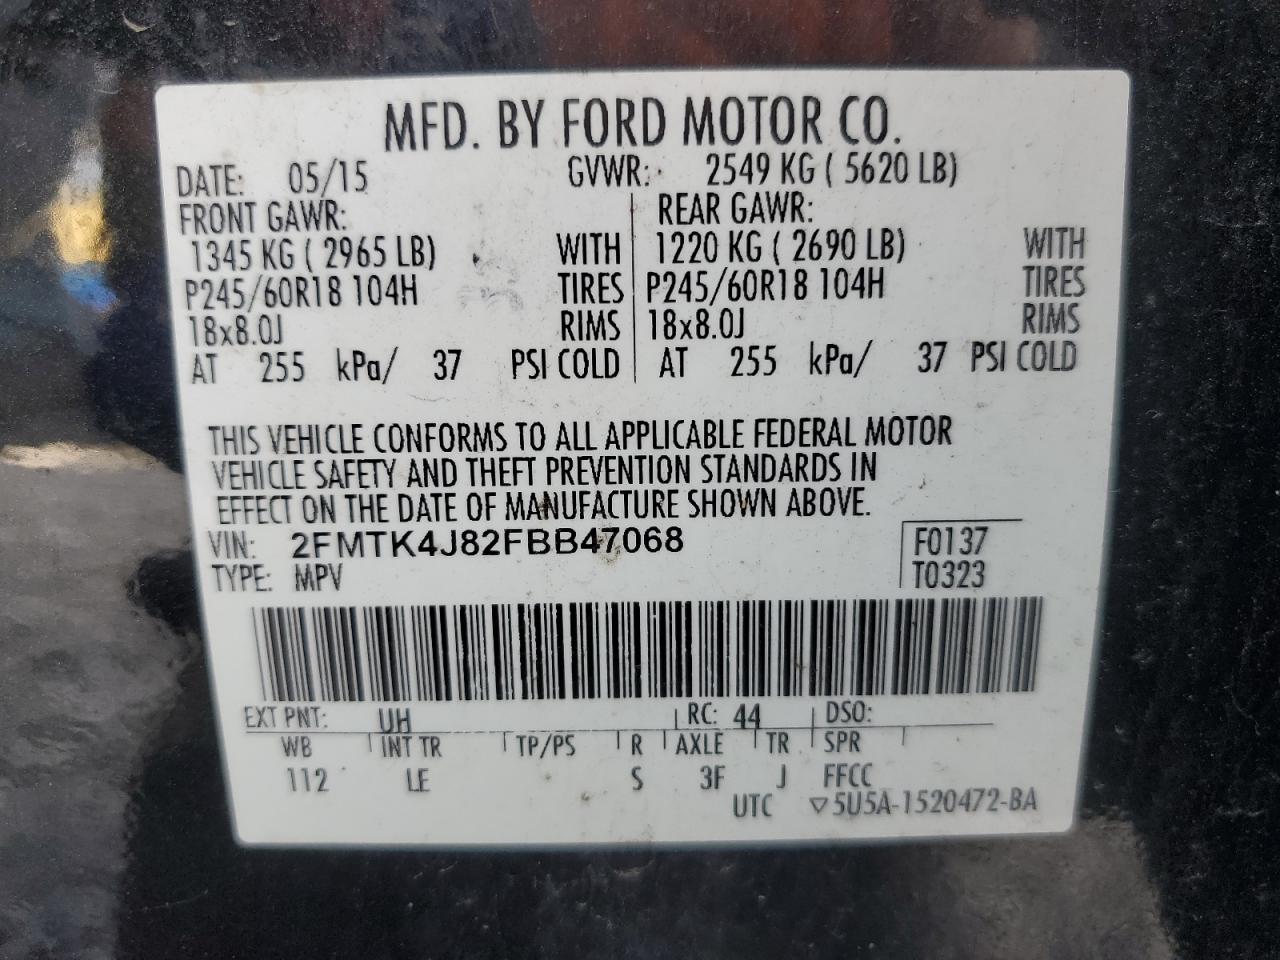 MFD. BY FORD MOTOR CO.
DATE: 05/15 GVWR: 2549 KG ( 5620 LB)
FRONT GAWR: REAR GAWR:
1345 KG ( 2965 LB) WITH 1220 KG ( 2690 LB) WITH
P245/60R18 104H TIRES P245/60R18 104H TIRES
18x8.0J RIMS 18x8.0J RIMS
AT 255 kPa/ 37 PSI COLD AT 255 kPa/ 37 PSI COLD
THIS VEHICLE CONFORMS TO ALL APPLICABLE FEDERAL MOTOR
VEHICLE SAFETY AND THEFT PREVENTION STANDARDS IN
EFFECT ON THE DATE OF MANUFACTURE SHOWN ABOVE.
VIN: 2FMTK4J82FBB47068 F0137
TYPE: MPV T0323
EXT PNT: UH RC: 44 DSO:
WB INT TR TP/PS R AXLE TR SPR
112 LE S 3F J FFCC
UTC ▽5U5A-1520472-BA